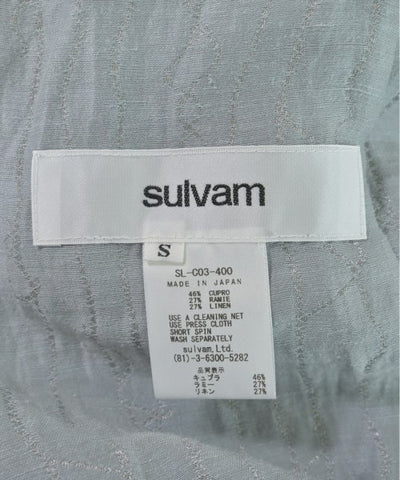 sulvam
S
SL-C03-400
MADE IN JAPAN
46% CUPRO
27% RAMIE
27% LINEN
USE A CLEANING NET
USE PRESS CLOTH
SHORT SPIN
WASH SEPARATELY
sulvam,Ltd.
(81)-3-6300-5282
品質表示
キュプラ 46%
ラミー 27%
リネン 27%